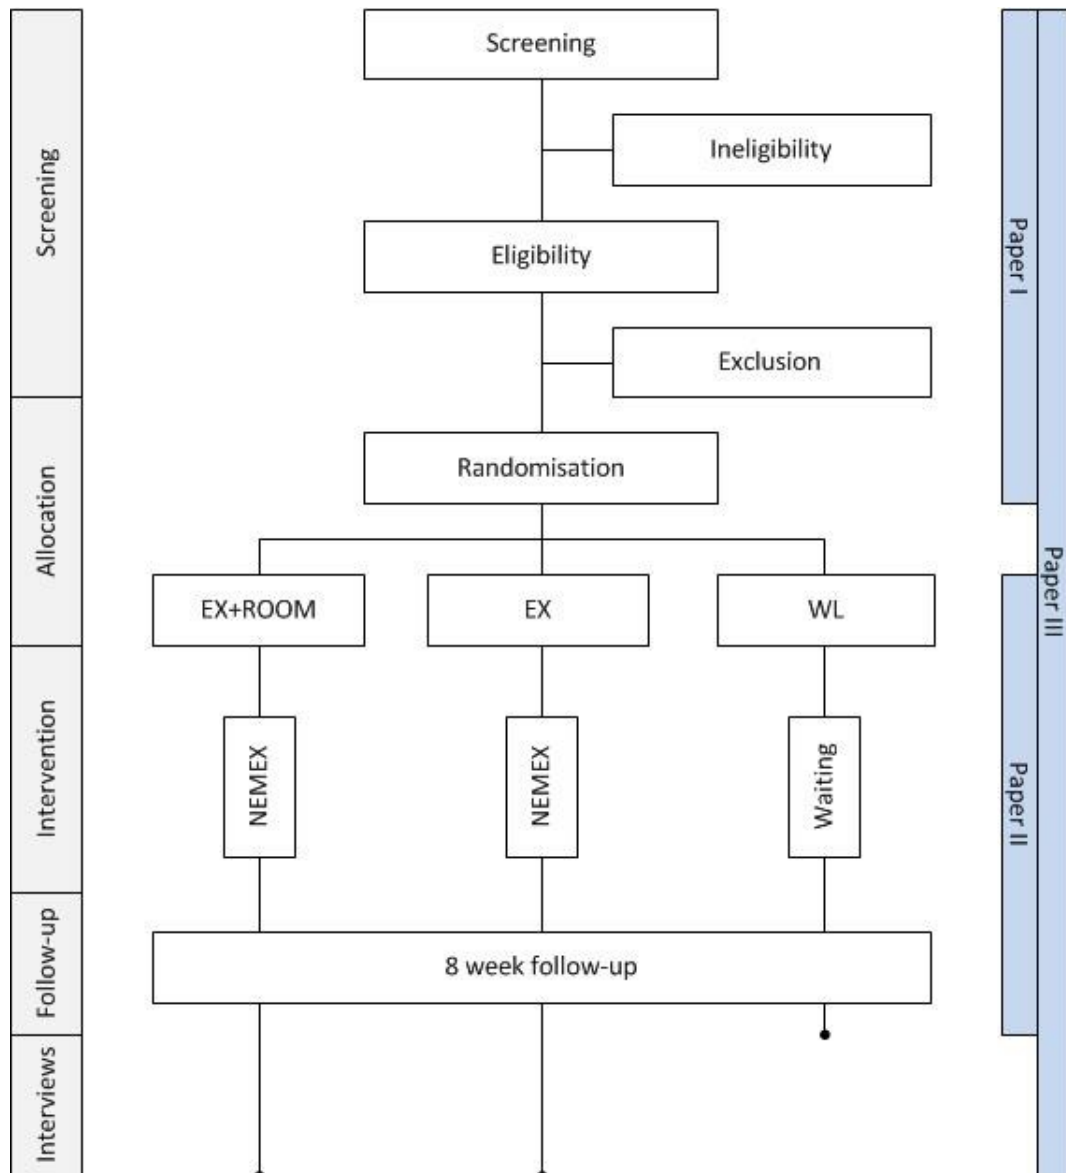 Screening
Ineligibility
Eligibility
Exclusion
Randomisation
EX+ROOM
EX
WL
NEMEX
NEMEX
Waiting
8 week follow-up
Screening
Allocation
Intervention
Follow-up
Interviews
Paper I
Paper II
Paper III